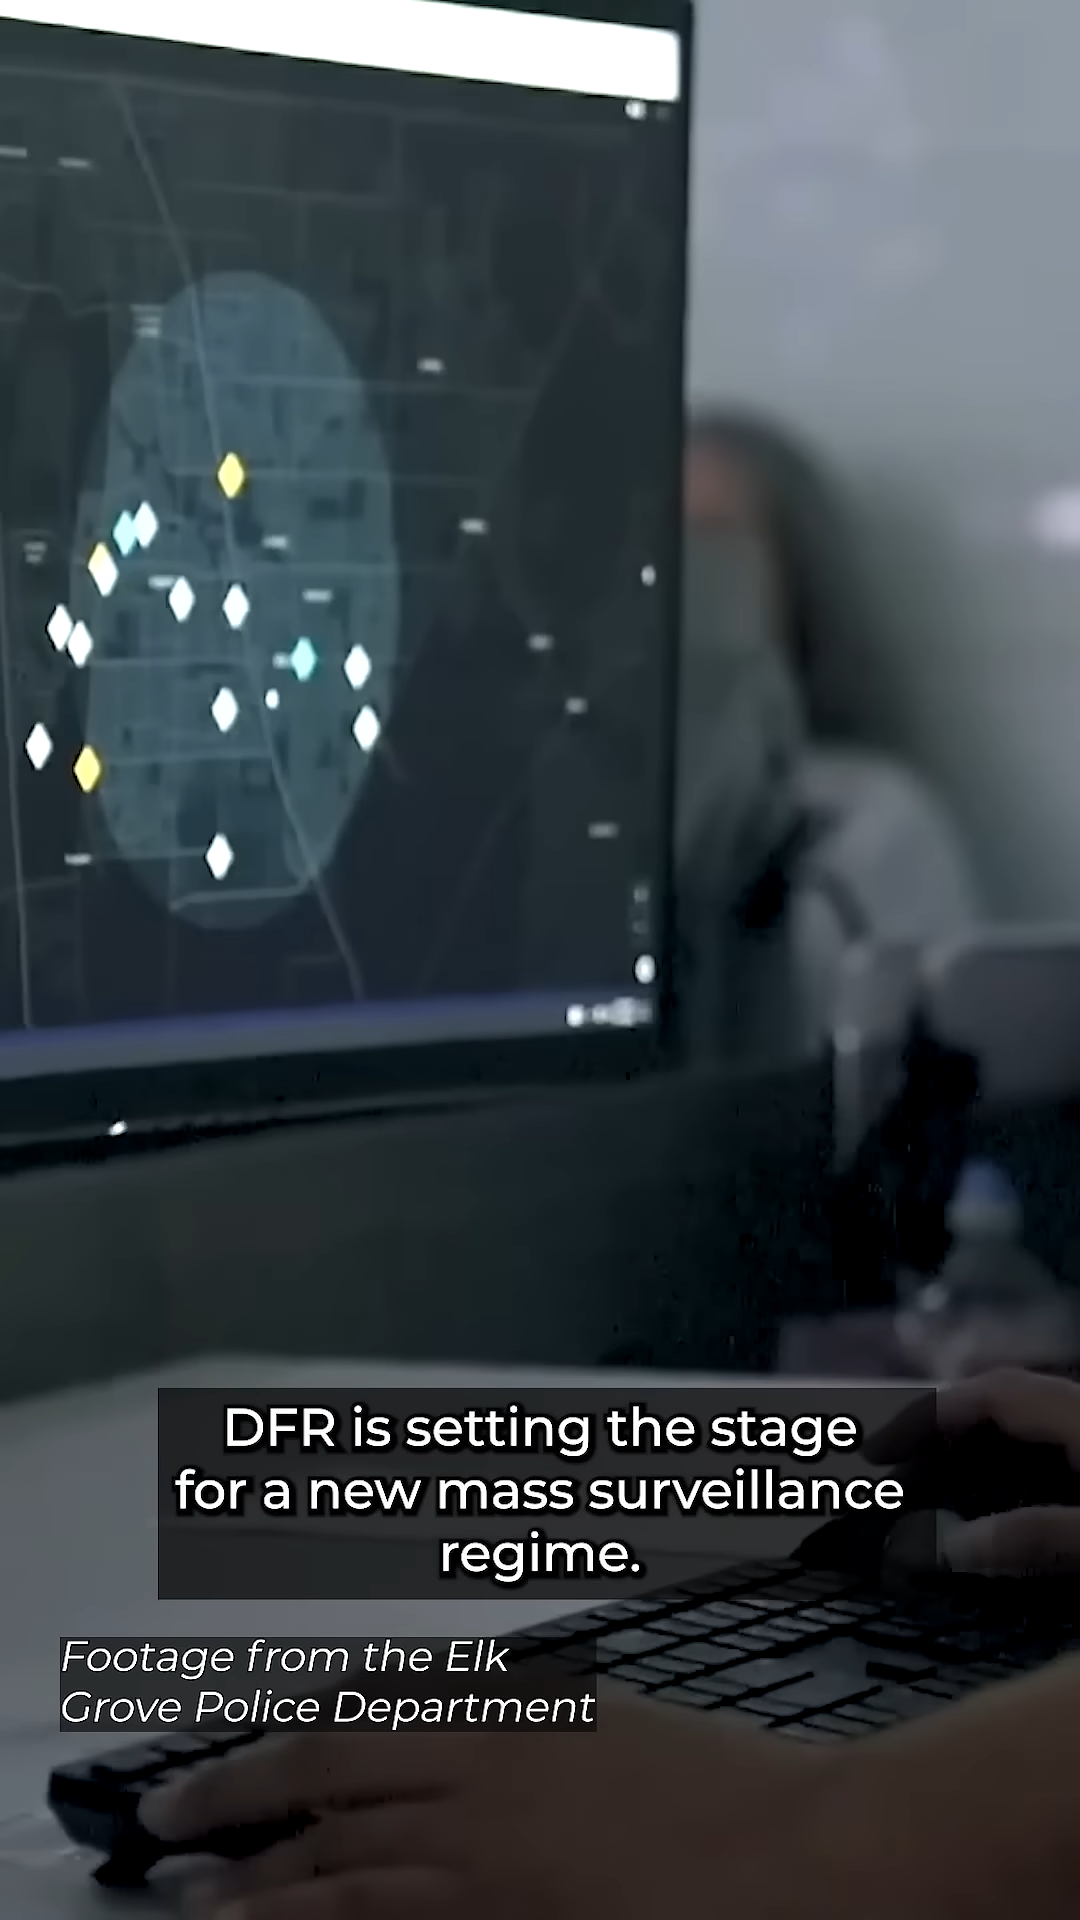 DFR is setting the stage
for a new mass surveillance
regime.
Footage from the Elk
Grove Police Department